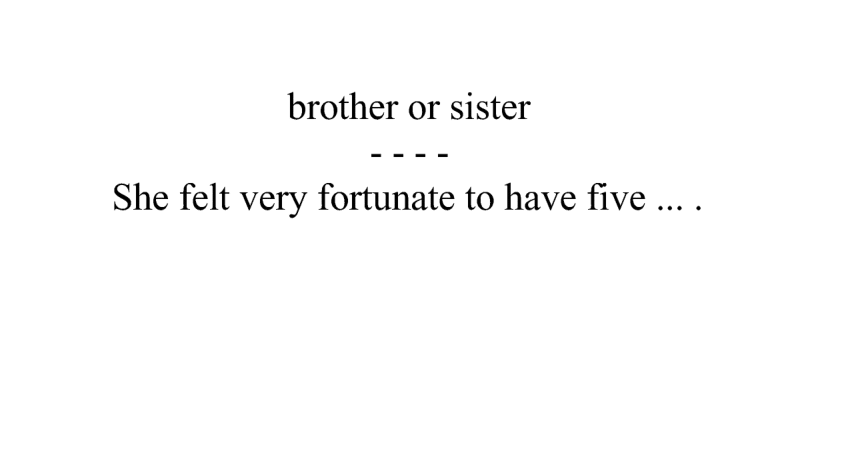 brother or sister
- - - -
She felt very fortunate to have five ... .